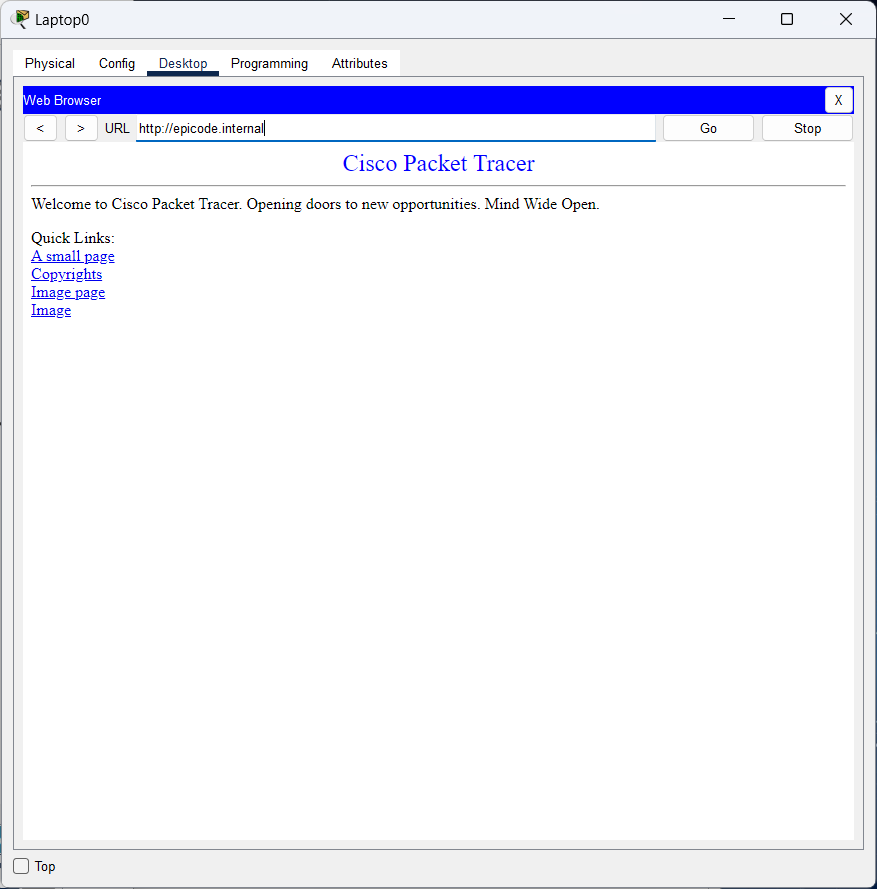 Laptop0
Physical Config Desktop Programming Attributes
Web Browser X
< > URL http://epicode.internal Go Stop
Cisco Packet Tracer
Welcome to Cisco Packet Tracer. Opening doors to new opportunities. Mind Wide Open.
Quick Links:
A small page
Copyrights
Image page
Image
Top